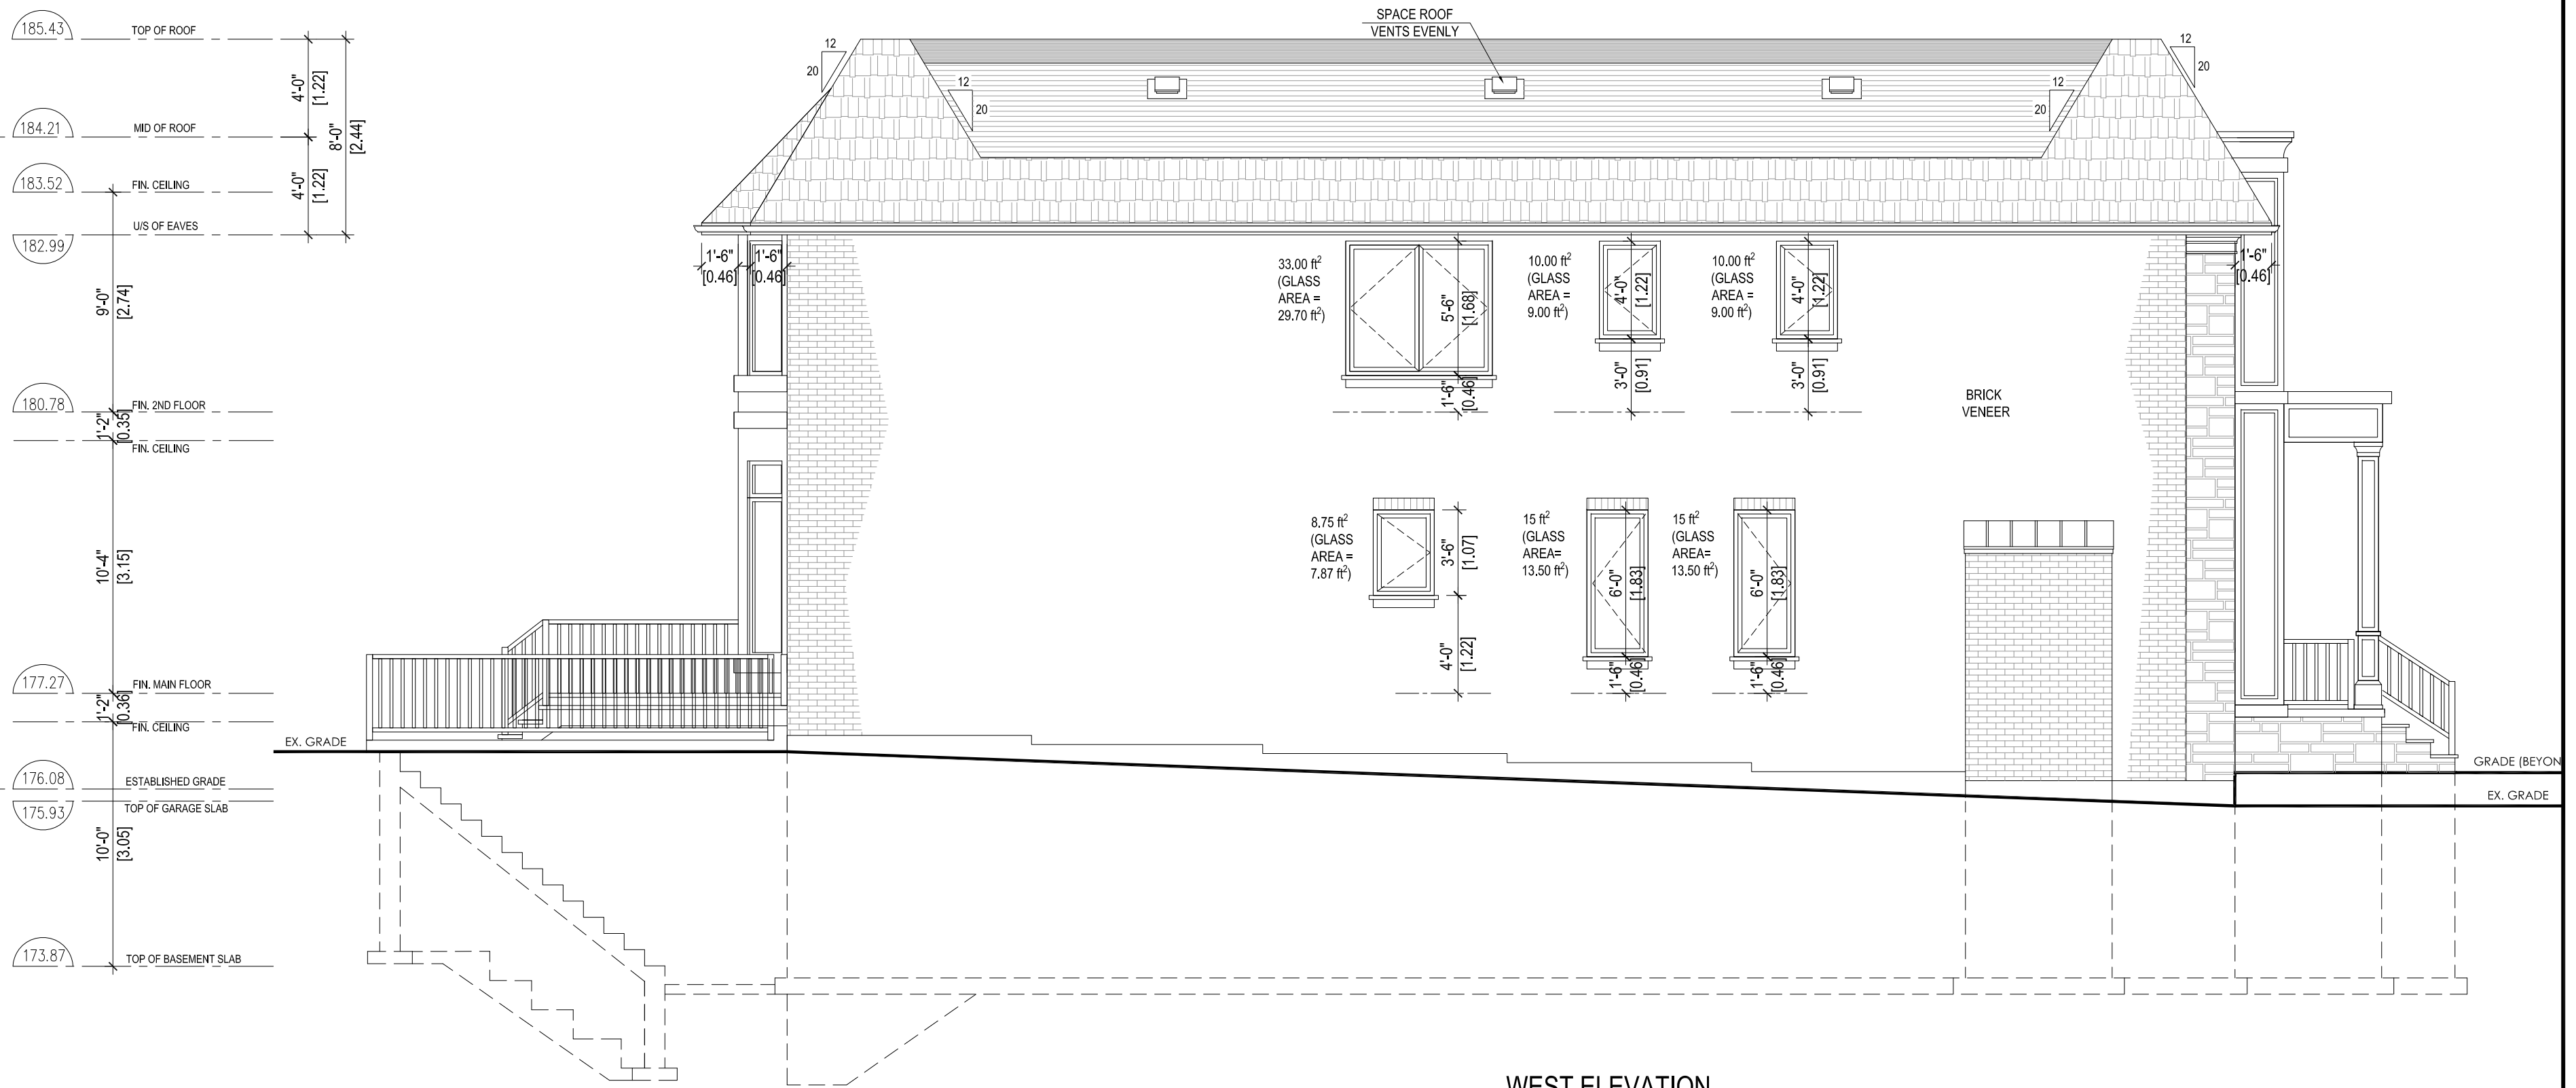 185.43
TOP OF ROOF
184.21
MID OF ROOF
183.52
FIN. CEILING
U/S OF EAVES
182.99
180.78
FIN. 2ND FLOOR
FIN. CEILING
177.27
FIN. MAIN FLOOR
FIN. CEILING
176.08
ESTABLISHED GRADE
TOP OF GARAGE SLAB
175.93
173.87
TOP OF BASEMENT SLAB
4'-0"
[1.22]
8'-0"
[2.44]
4'-0"
[1.22]
9'-0"
[2.74]
1'-2"
[0.35]
10'-4"
[3.15]
1'-2"
[0.36]
10'-0"
[3.05]
SPACE ROOF
VENTS EVENLY
12
20
12
20
12
20
12
20
1'-6"
[0.46]
1'-6"
[0.46]
1'-6"
[0.46]
33.00 ft²
(GLASS
AREA =
29.70 ft²)
5'-6"
[1.68]
1'-6"
[0.46]
10.00 ft²
(GLASS
AREA =
9.00 ft²)
4'-0"
[1.22]
3'-0"
[0.91]
10.00 ft²
(GLASS
AREA =
9.00 ft²)
4'-0"
[1.22]
3'-0"
[0.91]
BRICK
VENEER
8.75 ft²
(GLASS
AREA =
7.87 ft²)
3'-6"
[1.07]
4'-0"
[1.22]
15 ft²
(GLASS
AREA=
13.50 ft²)
6'-0"
[1.83]
1'-6"
[0.46]
15 ft²
(GLASS
AREA=
13.50 ft²)
6'-0"
[1.83]
1'-6"
[0.46]
EX. GRADE
GRADE (BEYON
EX. GRADE
WEST ELEVATION